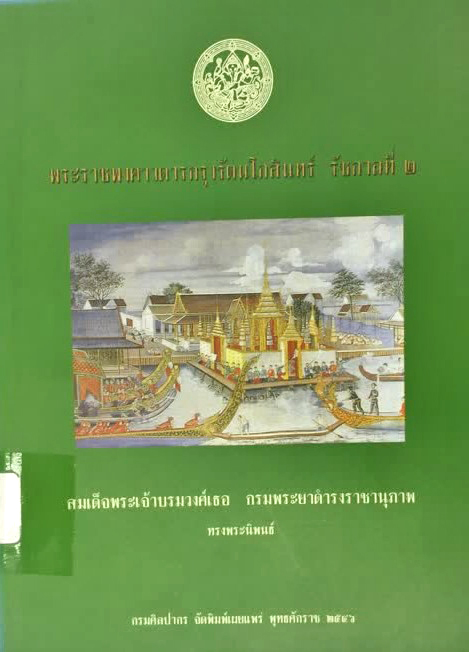 พระราชพงศาวดารกรุงรัตนโกสินทร์ รัชกาลที่ ๒
สมเด็จพระเจ้าบรมวงศ์เธอ กรมพระยาดำรงราชานุภาพ
ทรงพระนิพนธ์
กรมศิลปากร จัดพิมพ์เผยแพร่ พุทธศักราช ๒๕๔๖